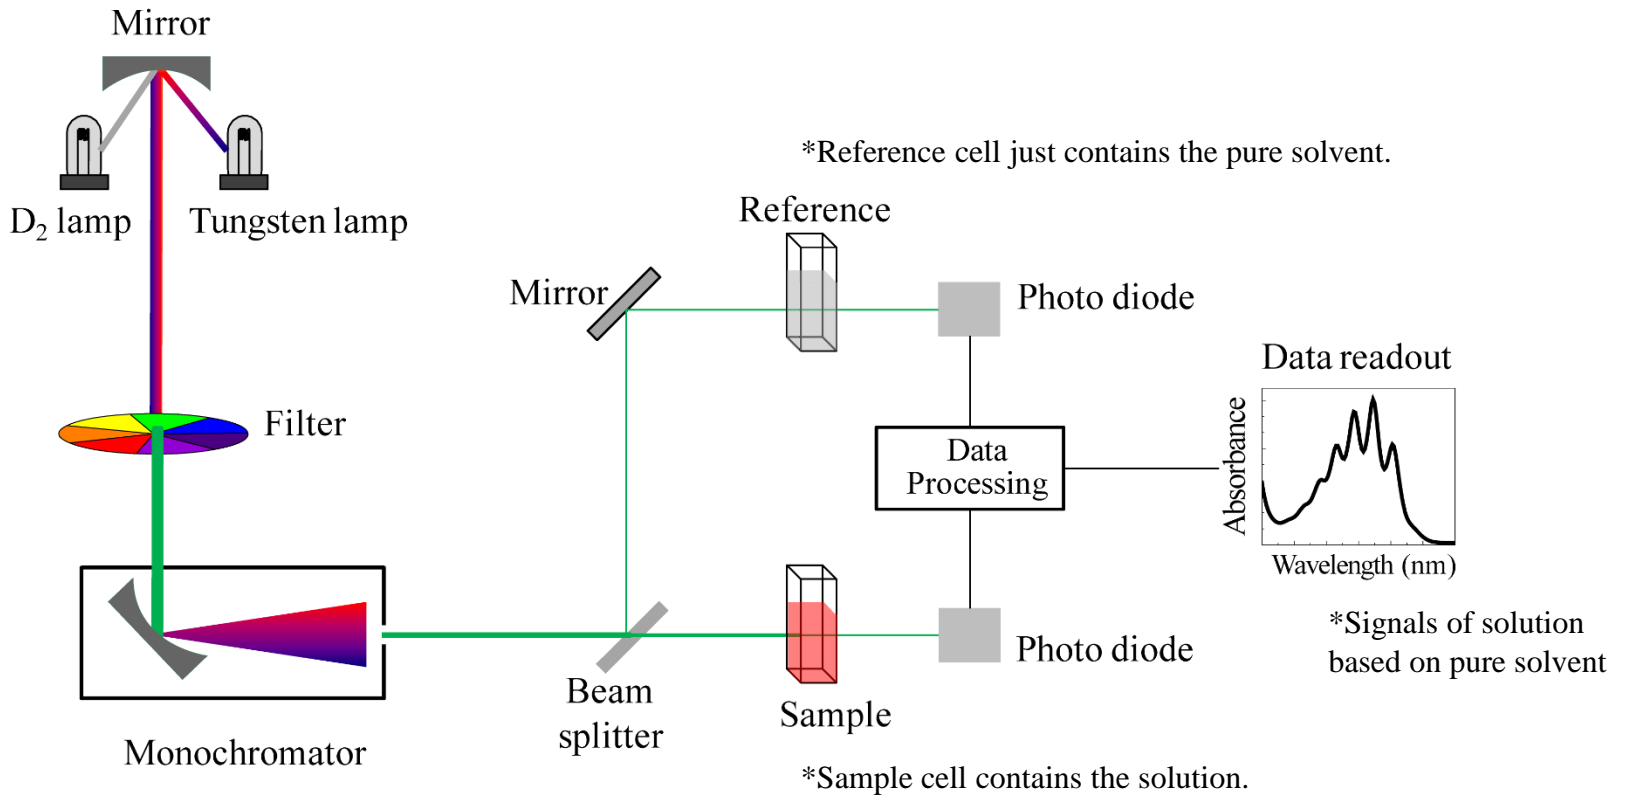 Mirror
D₂ lamp
Tungsten lamp
*Reference cell just contains the pure solvent.
Reference
Mirror
Photo diode
Filter
Data readout
Data
Processing
Absorbance
Wavelength (nm)
*Signals of solution
based on pure solvent
Photo diode
Beam
splitter
Sample
Monochromator
*Sample cell contains the solution.